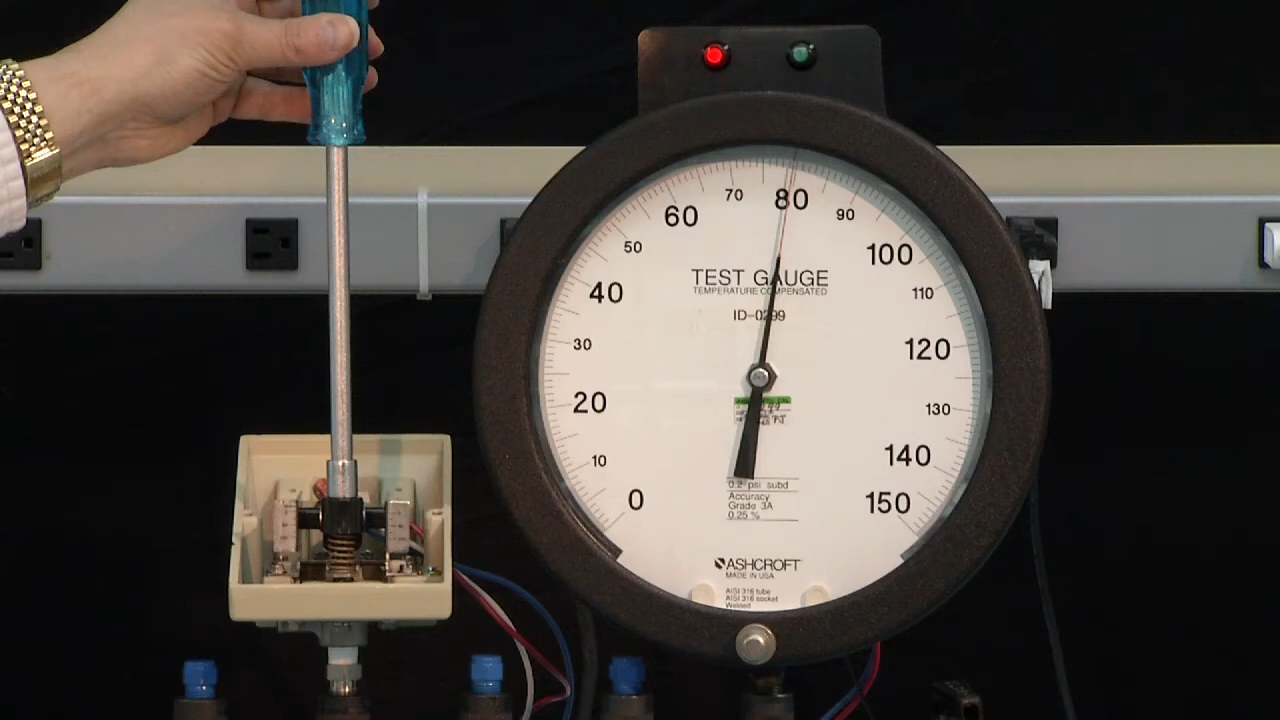 70
80
60
90
50
100
40
TEST GAUGE
TEMPERATURE COMPENSATED
110
ID-0299
30
120
20
130
10
140
0
150
0.2 psi subd
Accuracy
Grade 3A
0.25 %
ASHCROFT
MADE IN USA
AISI 316 tube
AISI 316 socket
Welded